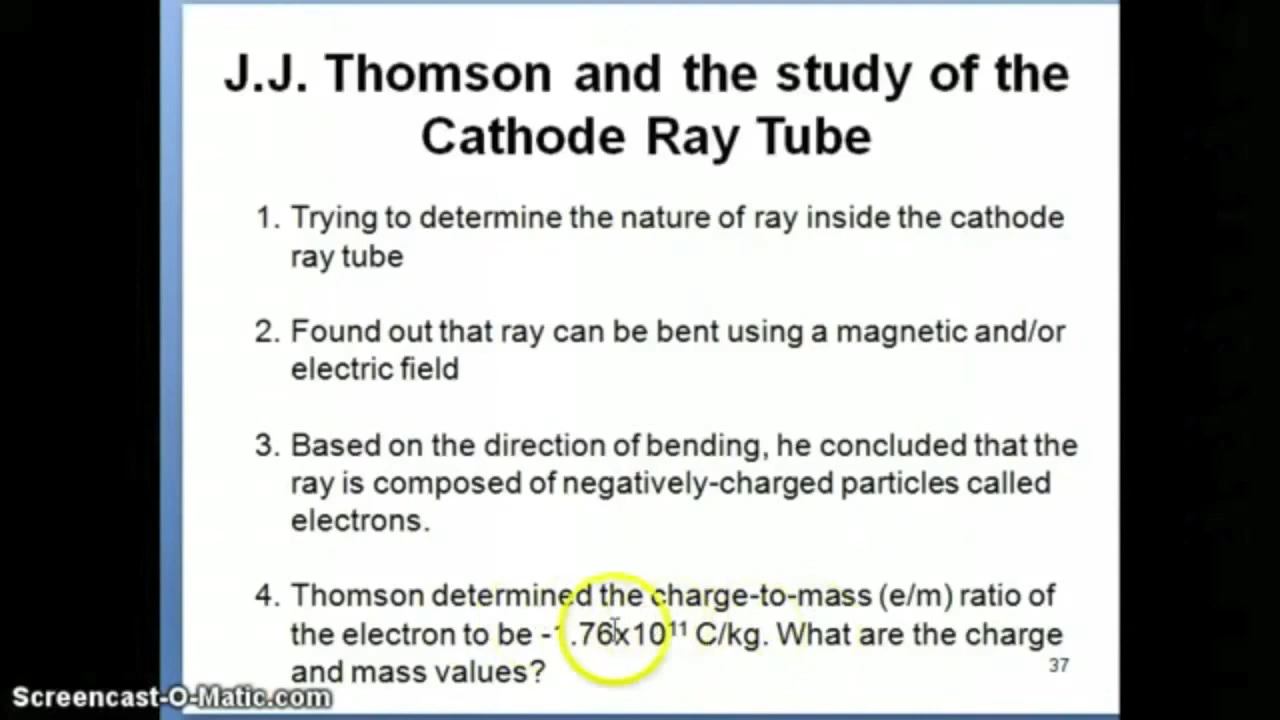 J.J. Thomson and the study of the
Cathode Ray Tube
1. Trying to determine the nature of ray inside the cathode
ray tube
2. Found out that ray can be bent using a magnetic and/or
electric field
3. Based on the direction of bending, he concluded that the
ray is composed of negatively-charged particles called
electrons.
4. Thomson determined the charge-to-mass (e/m) ratio of
the electron to be -1.76x10¹¹ C/kg. What are the charge
and mass values?
37
Screencast-O-Matic.com